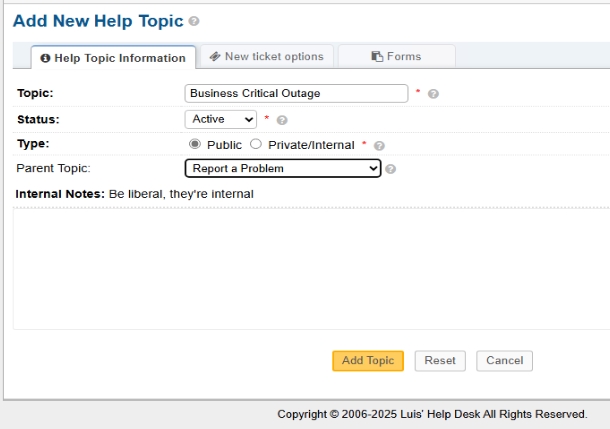 Add New Help Topic
Help Topic Information New ticket options Forms
Topic: Business Critical Outage *
Status: Active *
Type: Public Private/Internal *
Parent Topic: Report a Problem
Internal Notes: Be liberal, they're internal
Add Topic Reset Cancel
Copyright © 2006-2025 Luis' Help Desk All Rights Reserved.